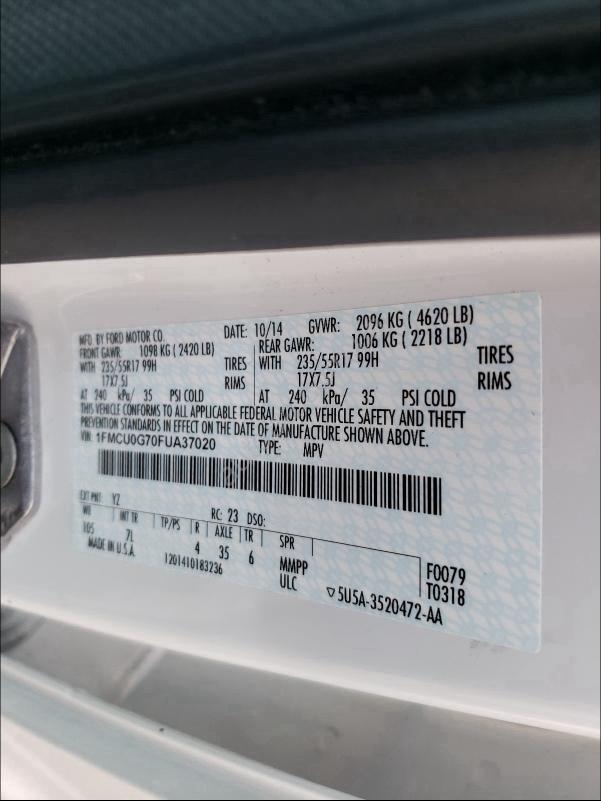 MFD. BY FORD MOTOR CO. DATE: 10/14 GVWR: 2096 KG ( 4620 LB)
FRONT GAWR: 1098 KG ( 2420 LB) REAR GAWR: 1006 KG ( 2218 LB)
WITH 235/55R17 99H TIRES WITH 235/55R17 99H TIRES
17X7.5J RIMS 17X7.5J RIMS
AT 240 kPa/ 35 PSI COLD AT 240 kPa/ 35 PSI COLD
THIS VEHICLE CONFORMS TO ALL APPLICABLE FEDERAL MOTOR VEHICLE SAFETY AND THEFT
PREVENTION STANDARDS IN EFFECT ON THE DATE OF MANUFACTURE SHOWN ABOVE.
VIN: 1FMCU0G70FUA37020 TYPE: MPV
EXT PNT: YZ RC: 23 DSO:
WB INT TR TP/PS R AXLE TR SPR
105 7L 4 35 6 MMPP F0079
MADE IN U.S.A. 1201410183236 ULC T0318
▽5U5A-3520472-AA